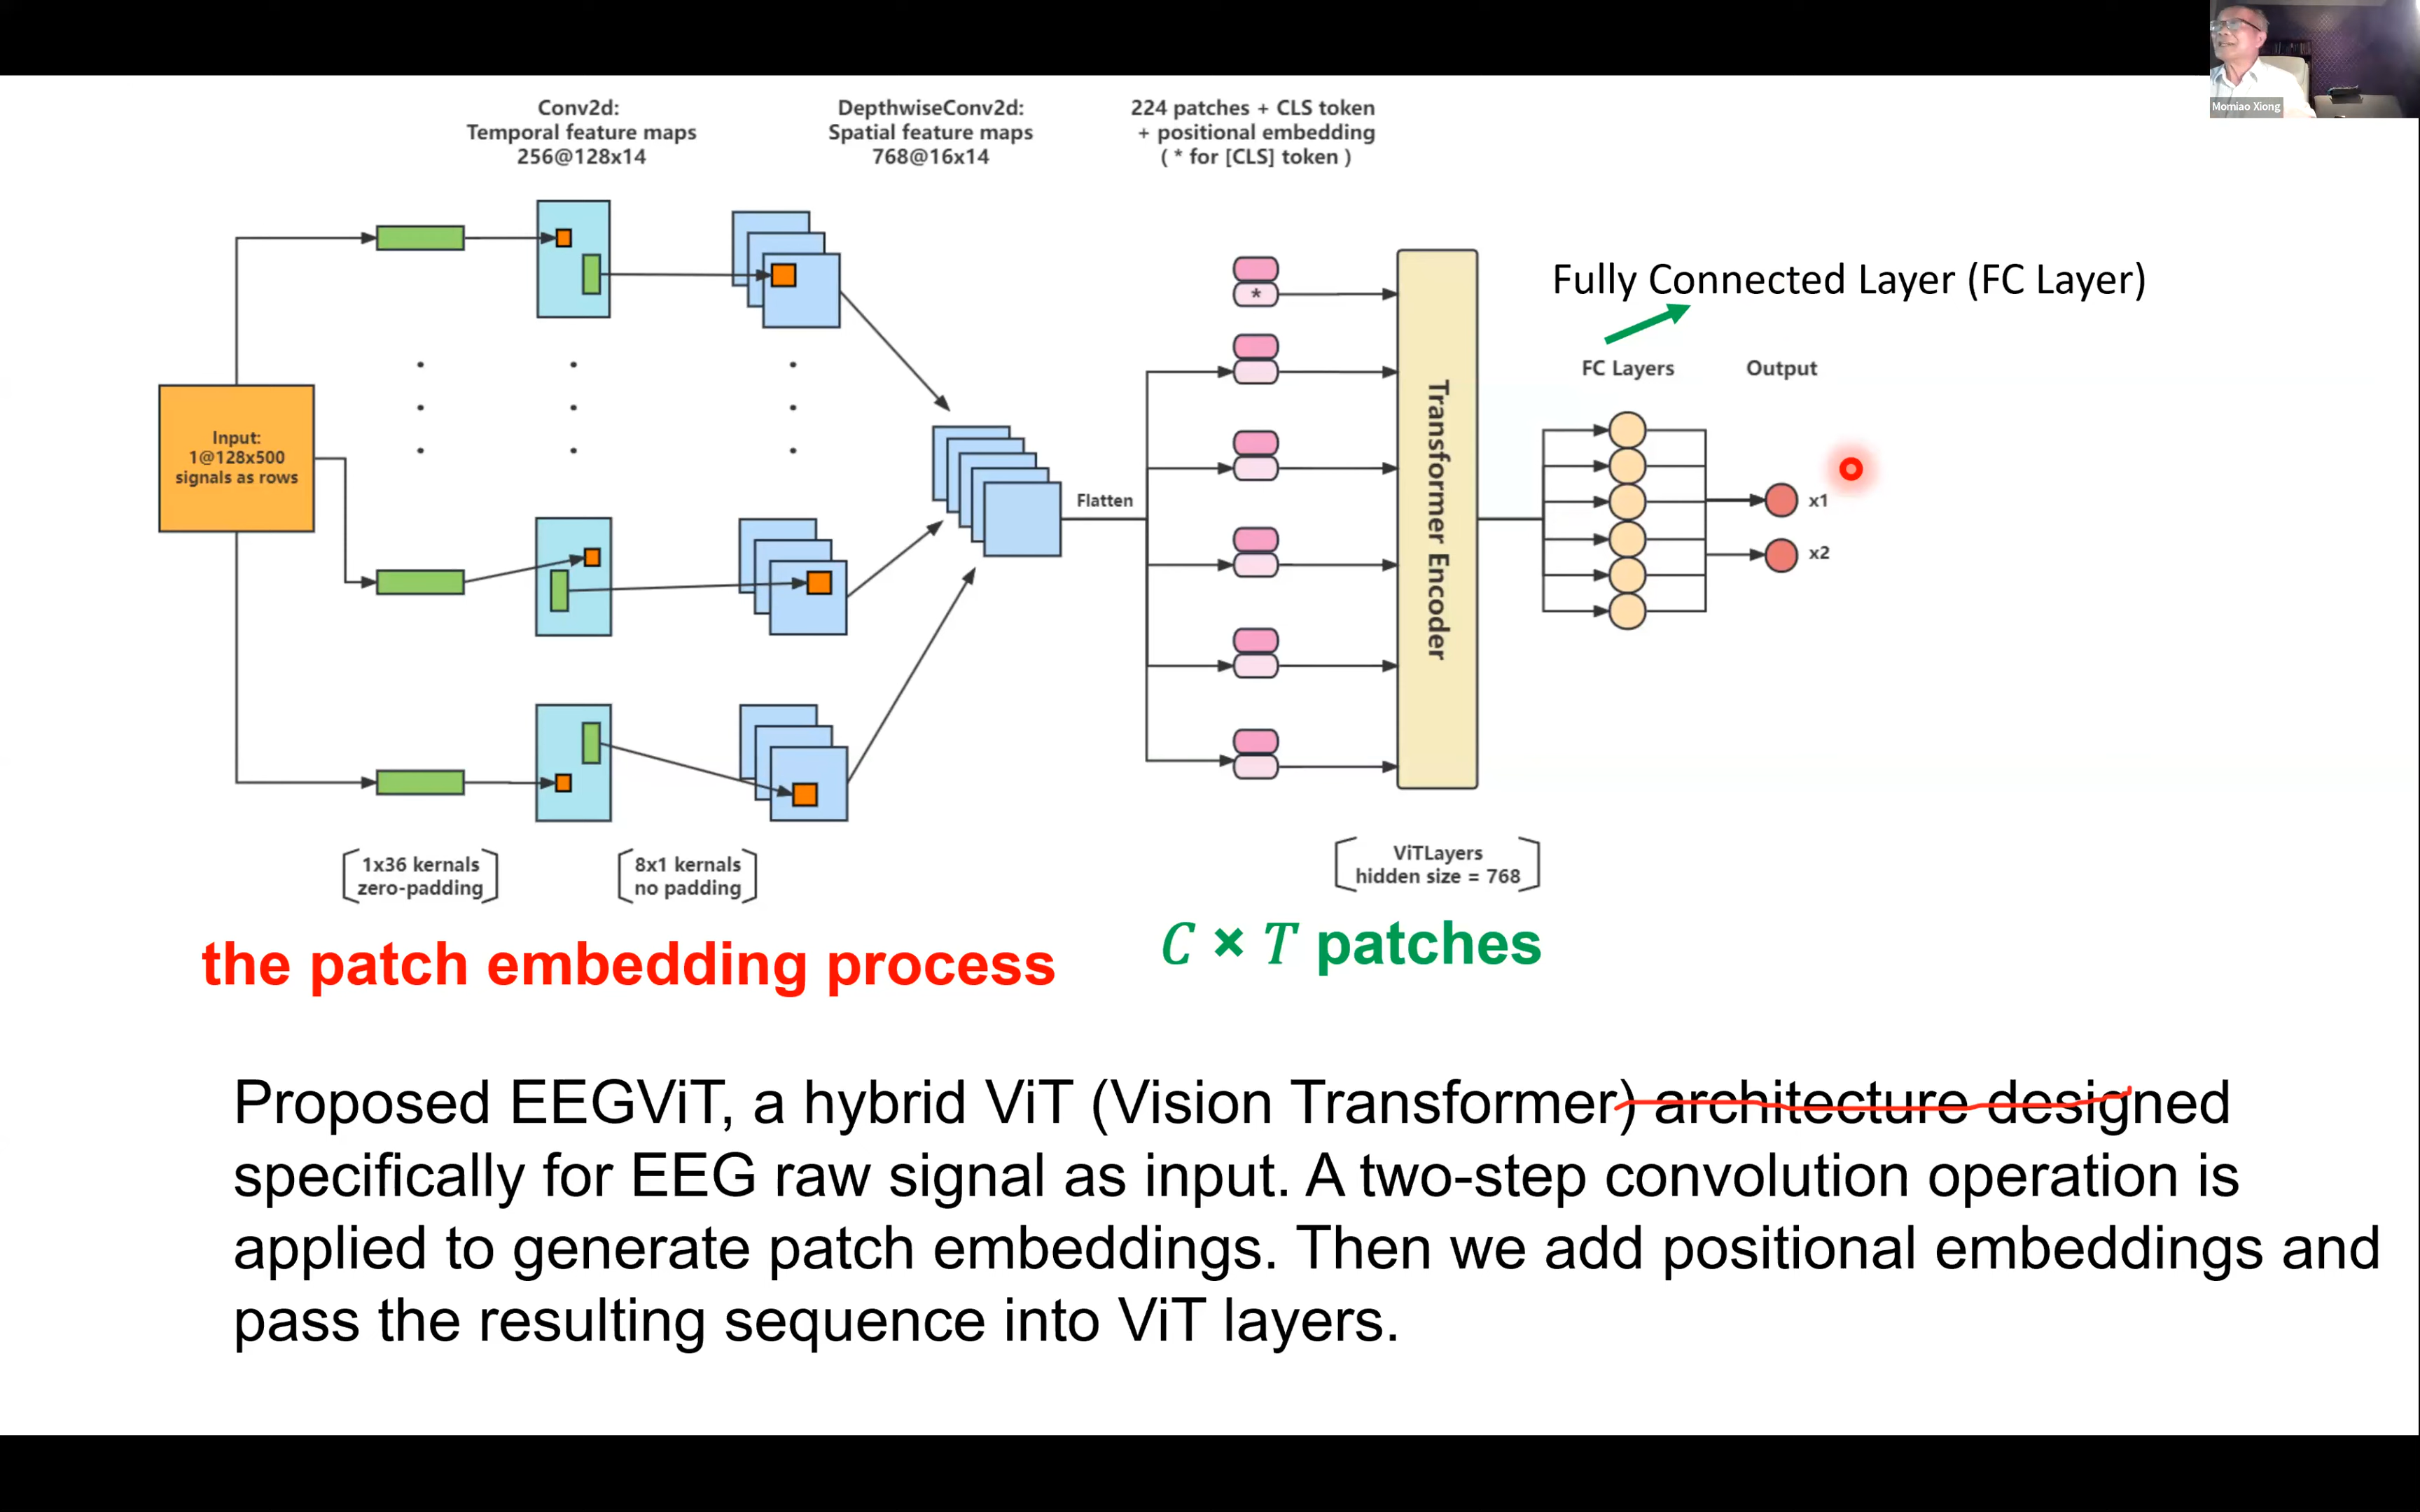 Momiao Xiong
Conv2d:
Temporal feature maps
256@128x14
DepthwiseConv2d:
Spatial feature maps
768@16x14
224 patches + CLS token
+ positional embedding
( * for [CLS] token )
Input:
1@128x500
signals as rows
Flatten
*
Transformer Encoder
Fully Connected Layer (FC Layer)
FC Layers
Output
x1
x2
1x36 kernals
zero-padding
8x1 kernals
no padding
ViTLayers
hidden size = 768
the patch embedding process
C × T patches
Proposed EEGViT, a hybrid ViT (Vision Transformer) architecture designed
specifically for EEG raw signal as input. A two-step convolution operation is
applied to generate patch embeddings. Then we add positional embeddings and
pass the resulting sequence into ViT layers.